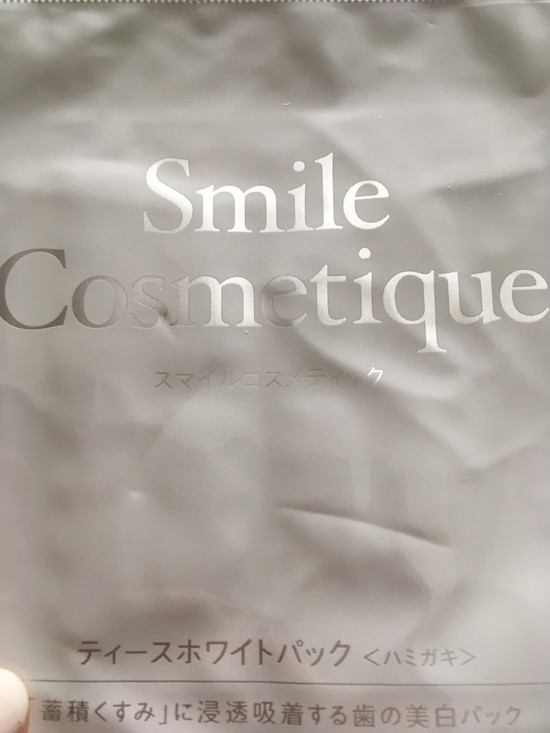 Smile
Cosmetique
スマイルコスメティック
ティースホワイトパック <ハミガキ>
「蓄積くすみ」に浸透吸着する歯の美白パック